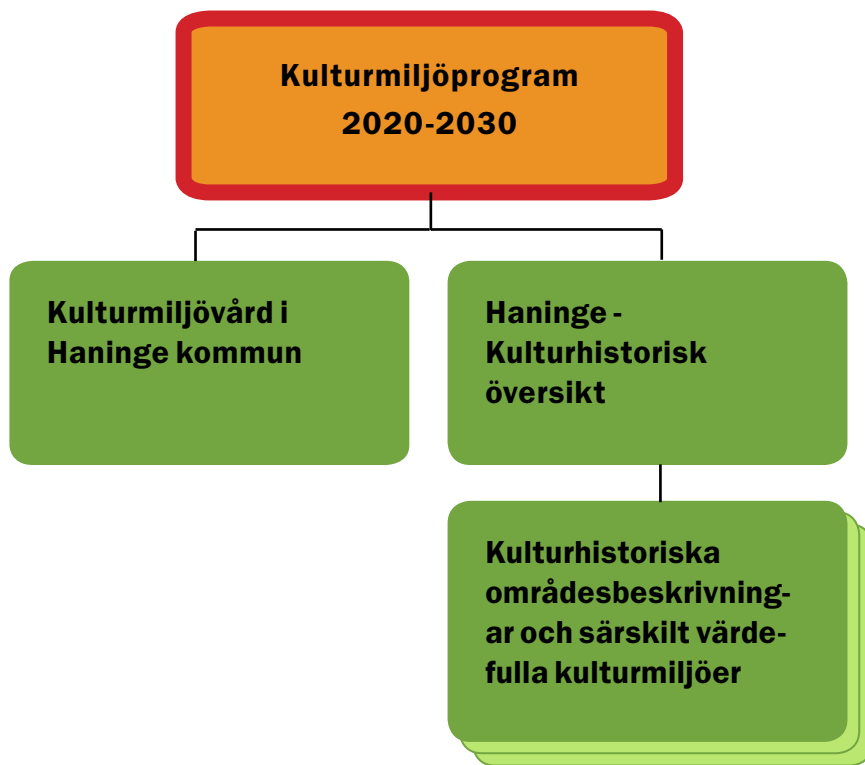 Kulturmiljöprogram
2020-2030
Kulturmiljövård i
Haninge kommun
Haninge -
Kulturhistorisk
översikt
Kulturhistoriska
områdesbeskrivning-
ar och särskilt värde-
fulla kulturmiljöer